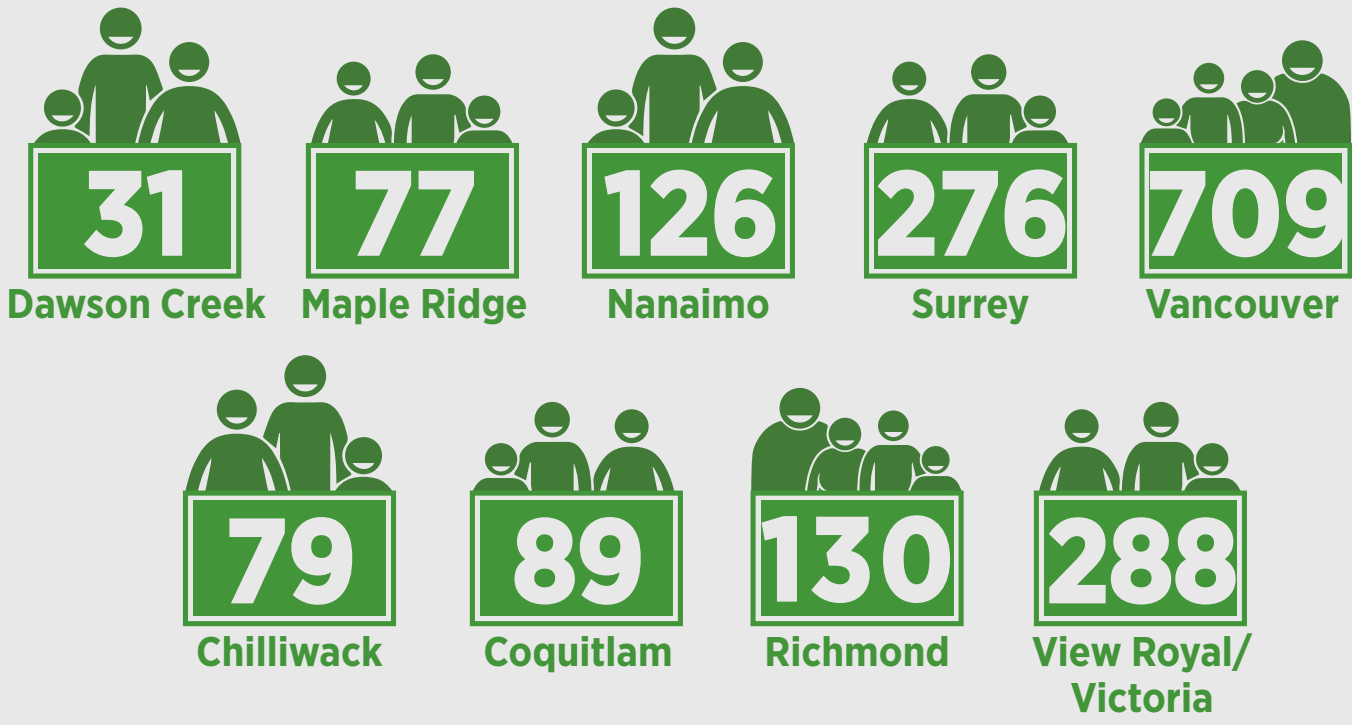 31
Dawson Creek
77
Maple Ridge
126
Nanaimo
276
Surrey
709
Vancouver
79
Chilliwack
89
Coquitlam
130
Richmond
288
View Royal/
Victoria